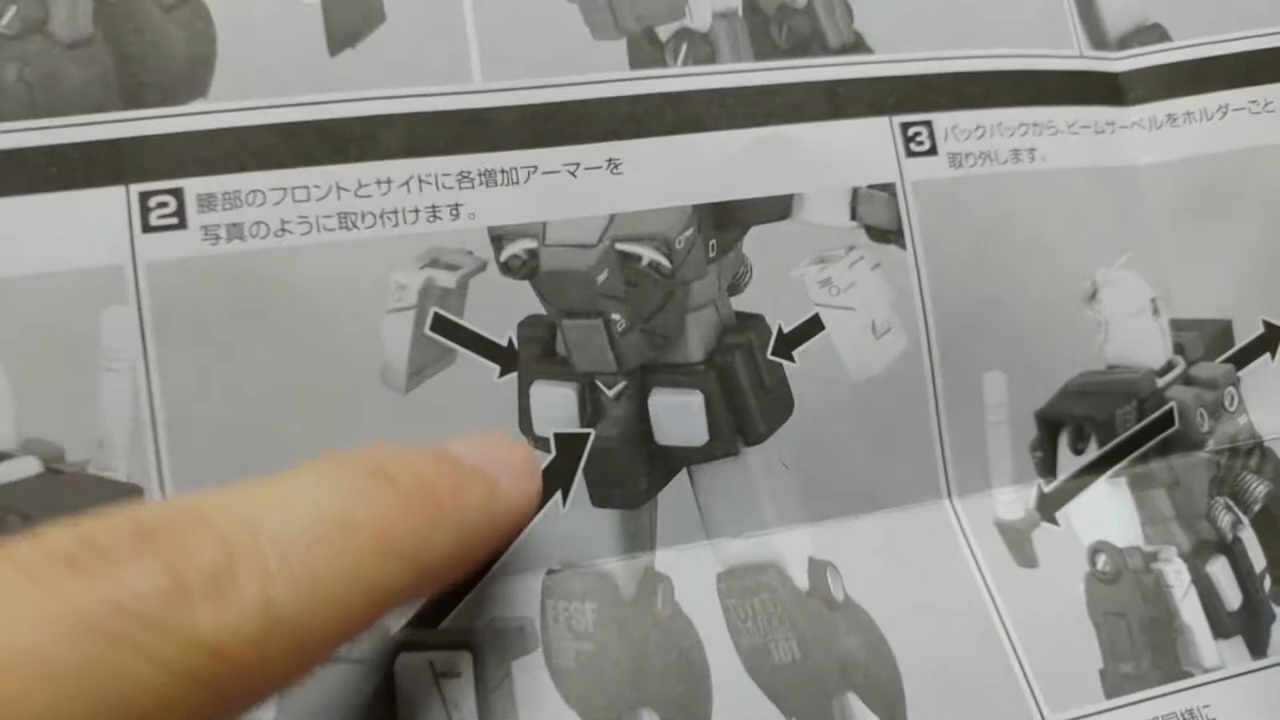 2
腰部のフロントとサイドに各増加アーマーを
写真のように取り付けます。
3
バックパックから、ビームサーベルをホルダーごと
取り外します。
EFSF
101
同様に